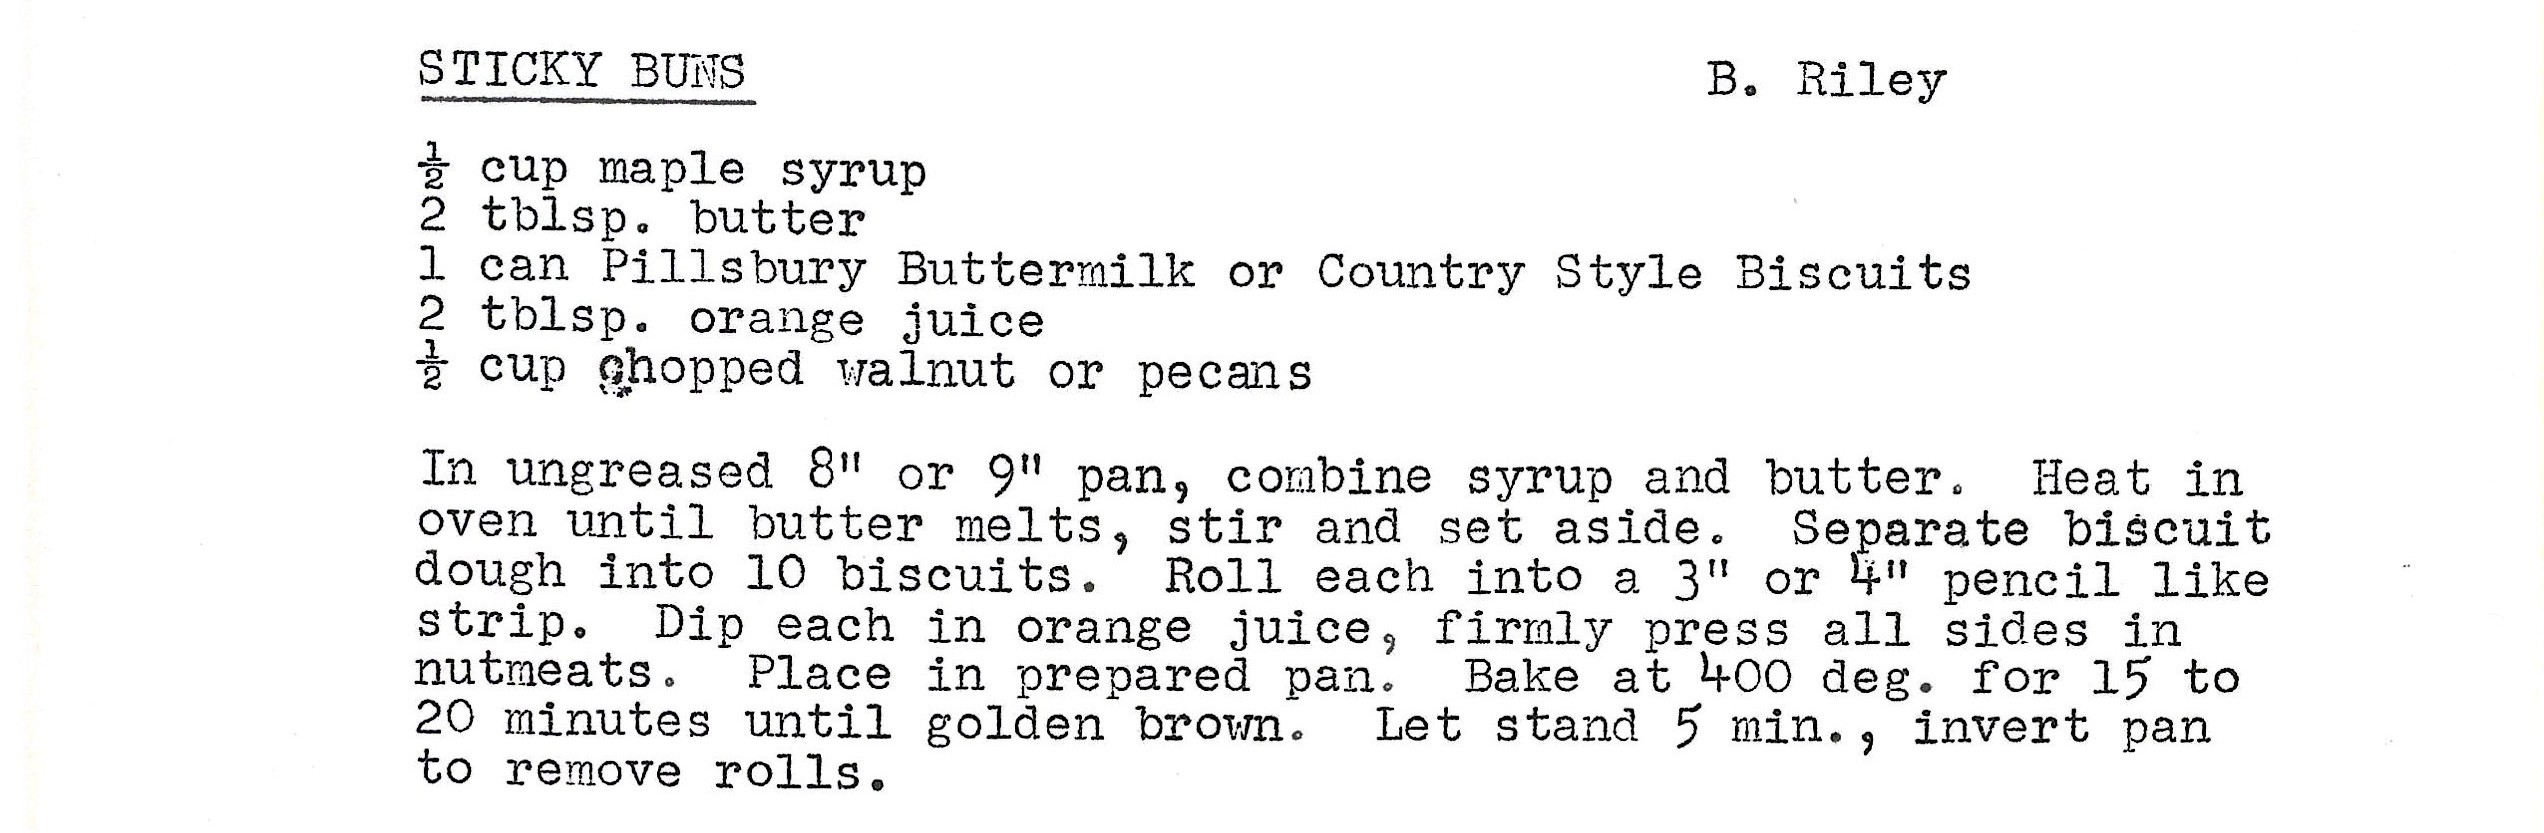 STICKY BUNS B. Riley
½ cup maple syrup
2 tblsp. butter
1 can Pillsbury Buttermilk or Country Style Biscuits
2 tblsp. orange juice
½ cup chopped walnut or pecans
In ungreased 8" or 9" pan, combine syrup and butter. Heat in
oven until butter melts, stir and set aside. Separate biscuit
dough into 10 biscuits. Roll each into a 3" or 4" pencil like
strip. Dip each in orange juice, firmly press all sides in
nutmeats. Place in prepared pan. Bake at 400 deg. for 15 to
20 minutes until golden brown. Let stand 5 min., invert pan
to remove rolls.